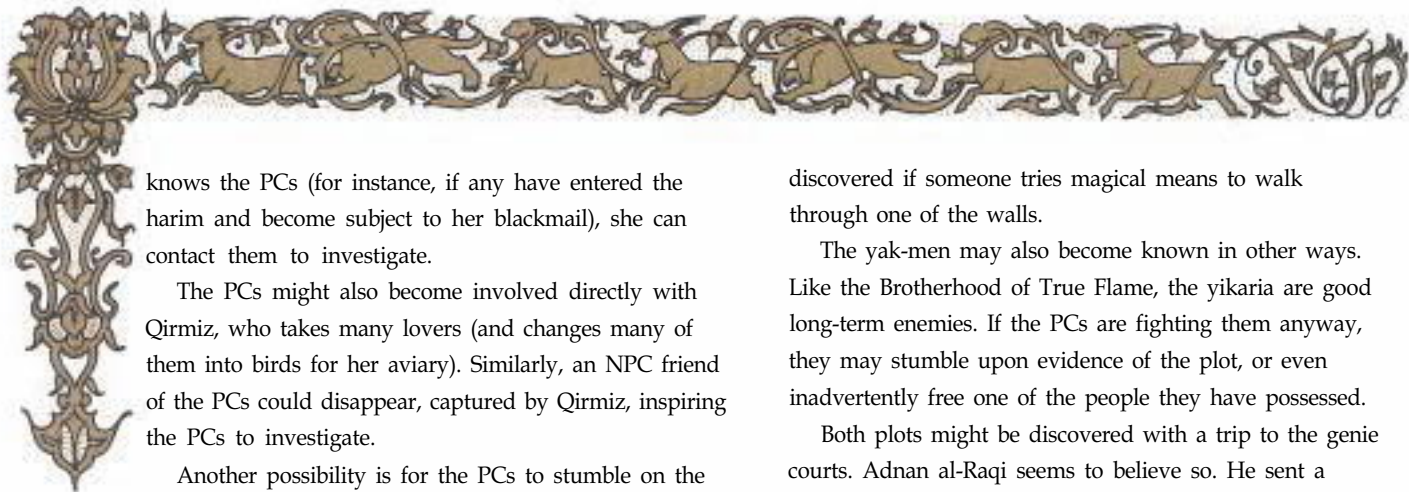 knows the PCs (for instance, if any have entered the
harim and become subject to her blackmail), she can
contact them to investigate.
The PCs might also become involved directly with
Qirmiz, who takes many lovers (and changes many of
them into birds for her aviary). Similarly, an NPC friend
of the PCs could disappear, captured by Qirmiz, inspiring
the PCs to investigate.
Another possibility is for the PCs to stumble on the
discovered if someone tries magical means to walk
through one of the walls.
The yak-men may also become known in other ways.
Like the Brotherhood of True Flame, the yikaria are good
long-term enemies. If the PCs are fighting them anyway,
they may stumble upon evidence of the plot, or even
inadvertently free one of the people they have possessed.
Both plots might be discovered with a trip to the genie
courts. Adnan al-Raqi seems to believe so. He sent a